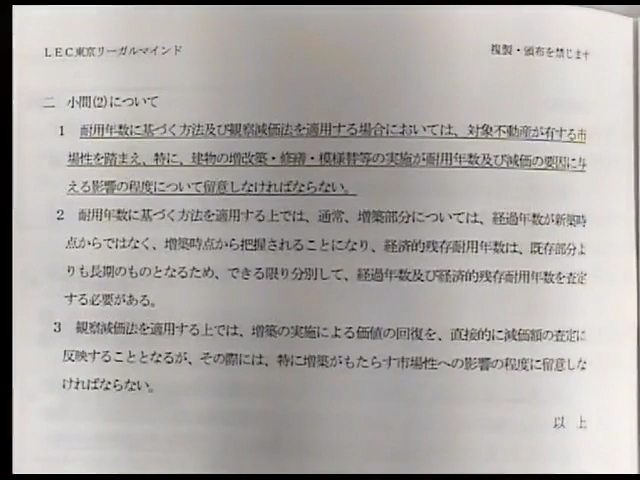 LEC東京リーガルマインド
複製・頒布を禁じます
二 小問(2)について
1 耐用年数に基づく方法及び観察減価法を適用する場合においては、対象不動産が有する市
場性を踏まえ、特に、建物の増改築・修繕・模様替等の実施が耐用年数及び減価の要因に与
える影響の程度について留意しなければならない。
2 耐用年数に基づく方法を適用する上では、通常、増築部分については、経過年数が新築時
点からではなく、増築時点から把握されることになり、経済的残存耐用年数は、既存部分よ
りも長期のものとなるため、できる限り分別して、経過年数及び経済的残存耐用年数を査定
する必要がある。
3 観察減価法を適用する上では、増築の実施による価値の回復を、直接的に減価額の査定に
反映することとなるが、その際には、特に増築がもたらす市場性への影響の程度に留意しな
ければならない。
以 上